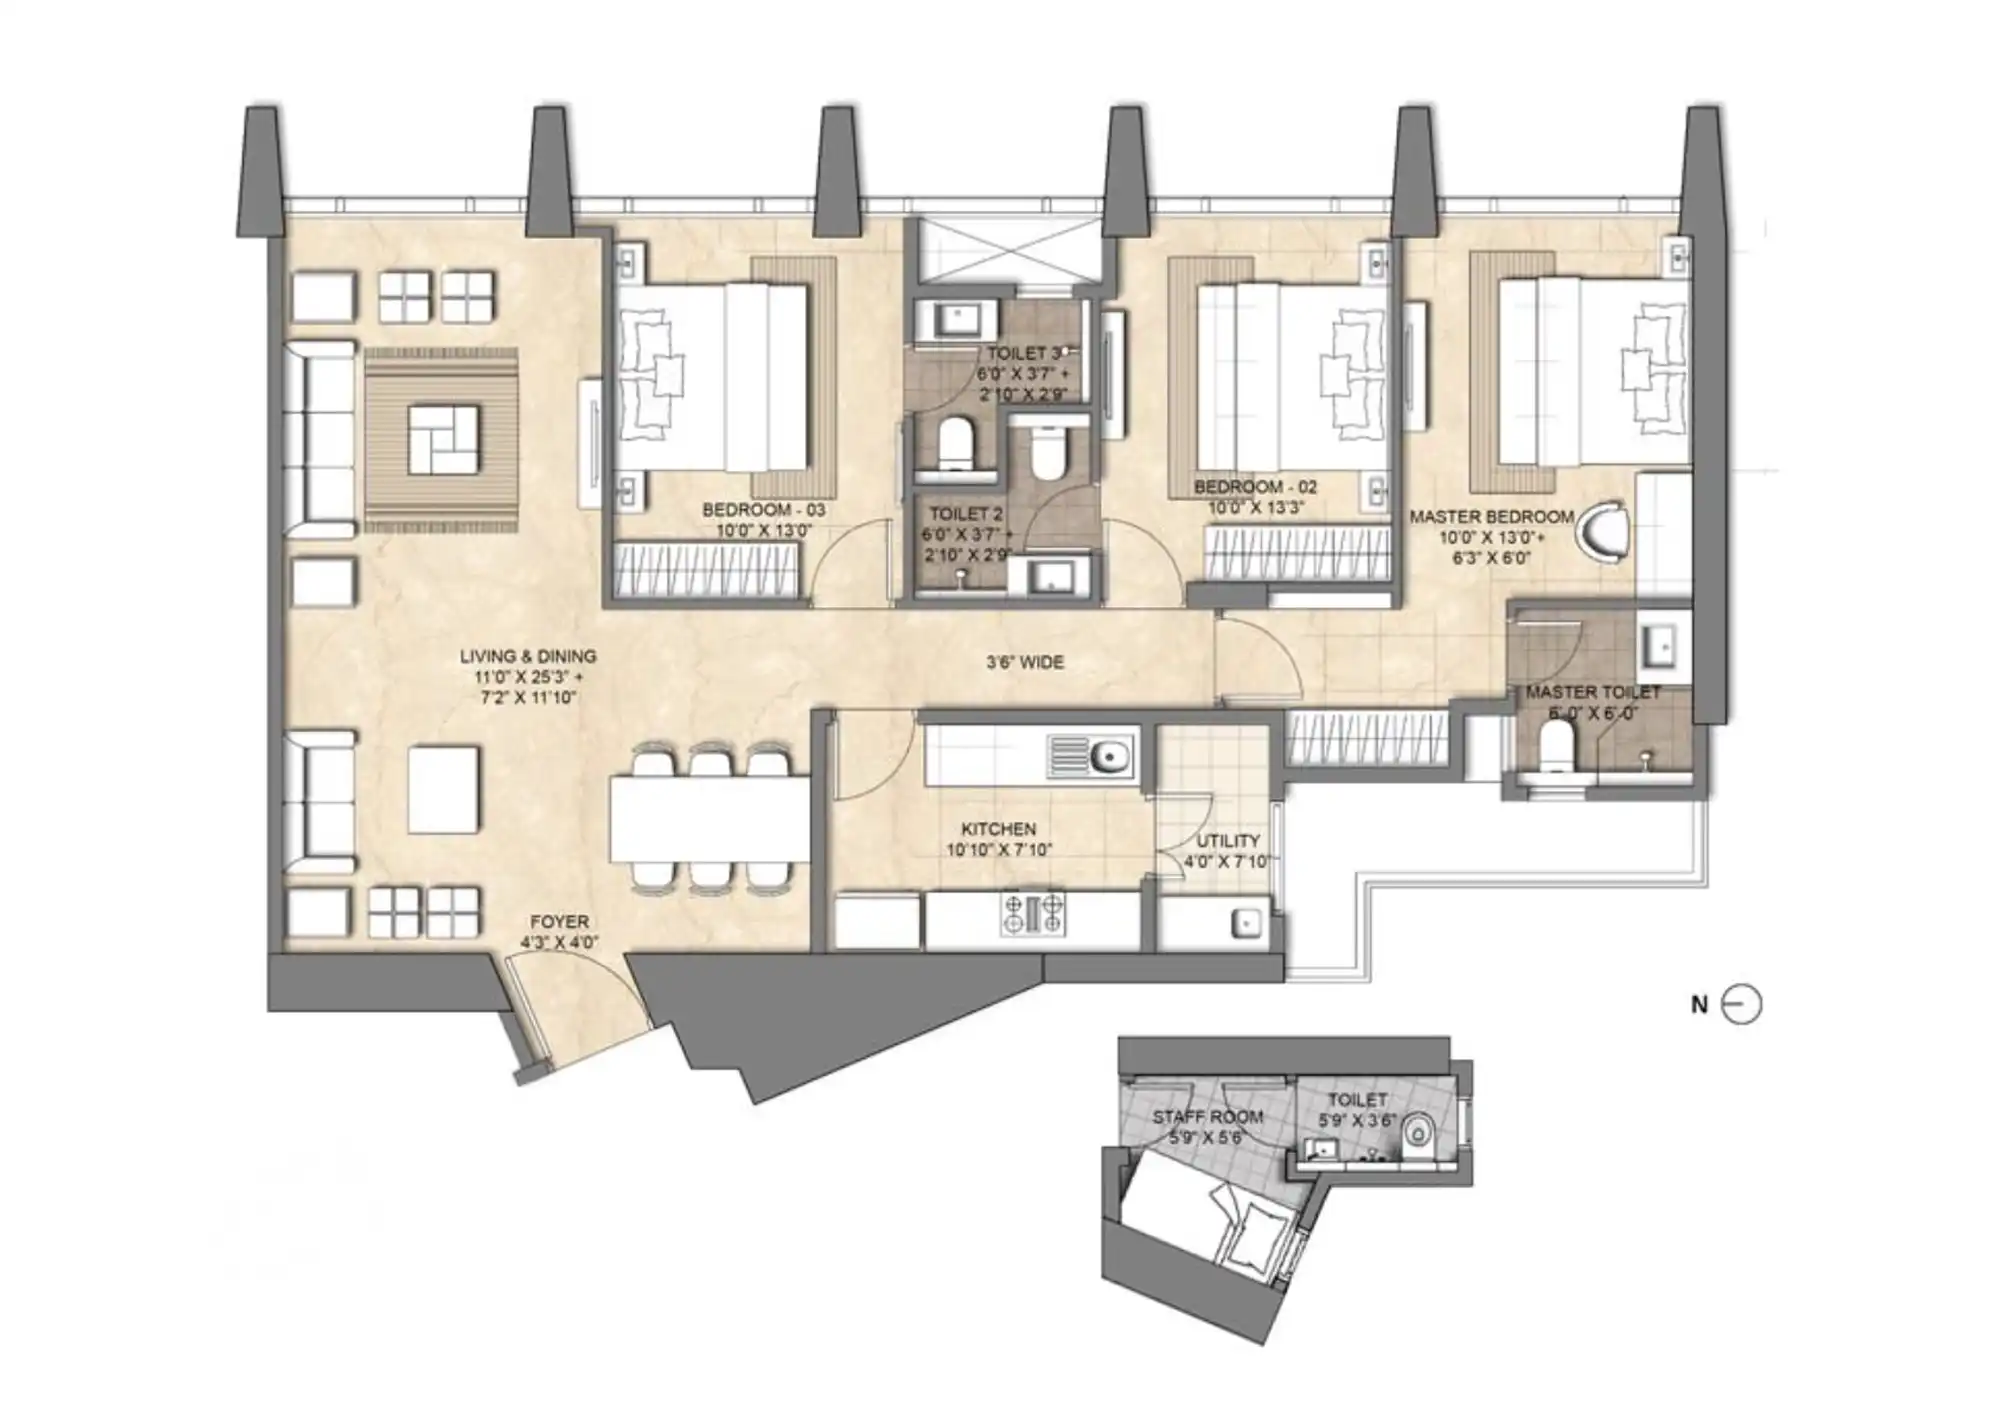 TOILET 3
6'0" X 3'7" +
2'10" X 2'9"
BEDROOM - 03
10'0" X 13'0"
TOILET 2
6'0" X 3'7" +
2'10" X 2'9"
BEDROOM - 02
10'0" X 13'3"
MASTER BEDROOM
10'0" X 13'0"+
6'3" X 6'0"
LIVING & DINING
11'0" X 25'3" +
7'2" X 11'10"
3'6" WIDE
MASTER TOILET
6'-0" X 6'-0"
KITCHEN
10'10" X 7'10"
UTILITY
4'0" X 7'10"
FOYER
4'3" X 4'0"
N
STAFF ROOM
5'9" X 5'6"
TOILET
5'9" X 3'6"